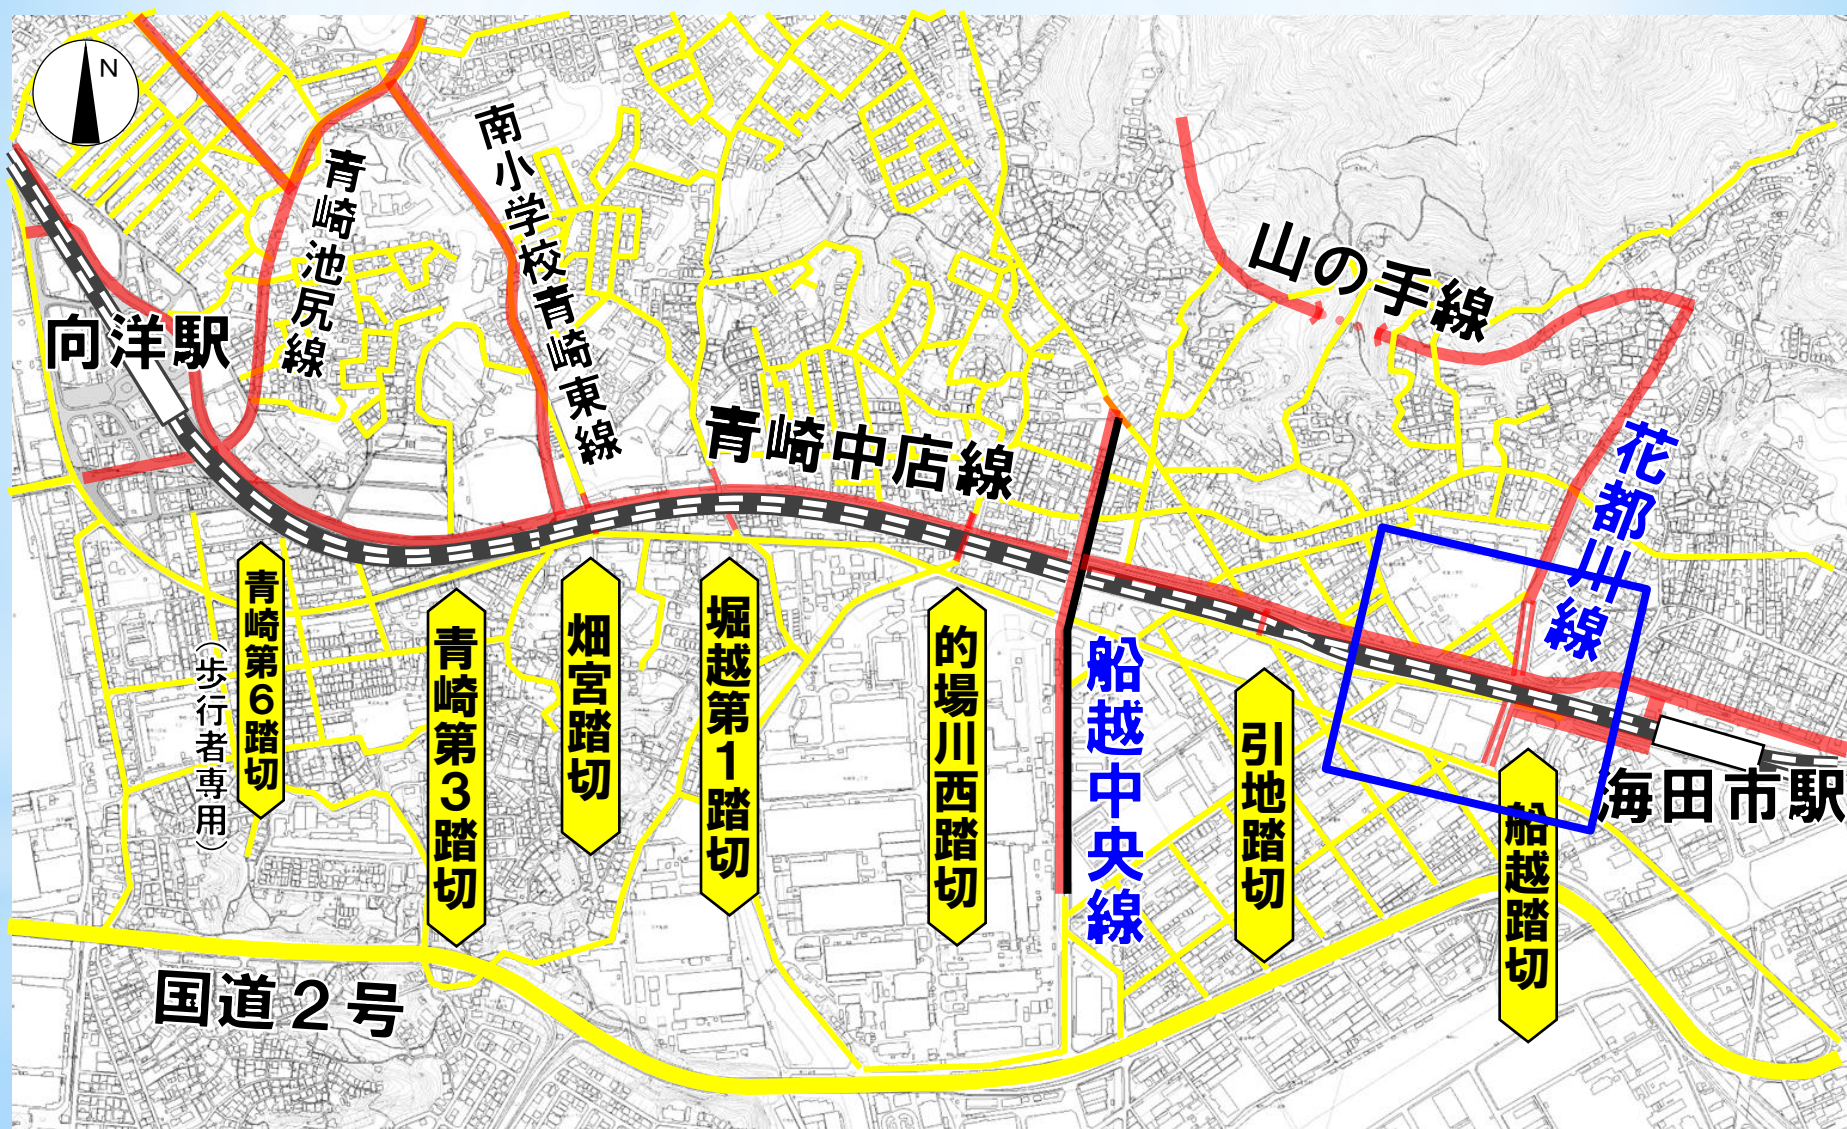 N
南小学校青崎東線
青崎池尻線
山の手線
向洋駅
青崎中店線
花都川線
青崎第6踏切
(歩行者専用)
青崎第3踏切
畑宮踏切
堀越第1踏切
的場川西踏切
船越中央線
引地踏切
船越踏切
海田市駅
国道2号